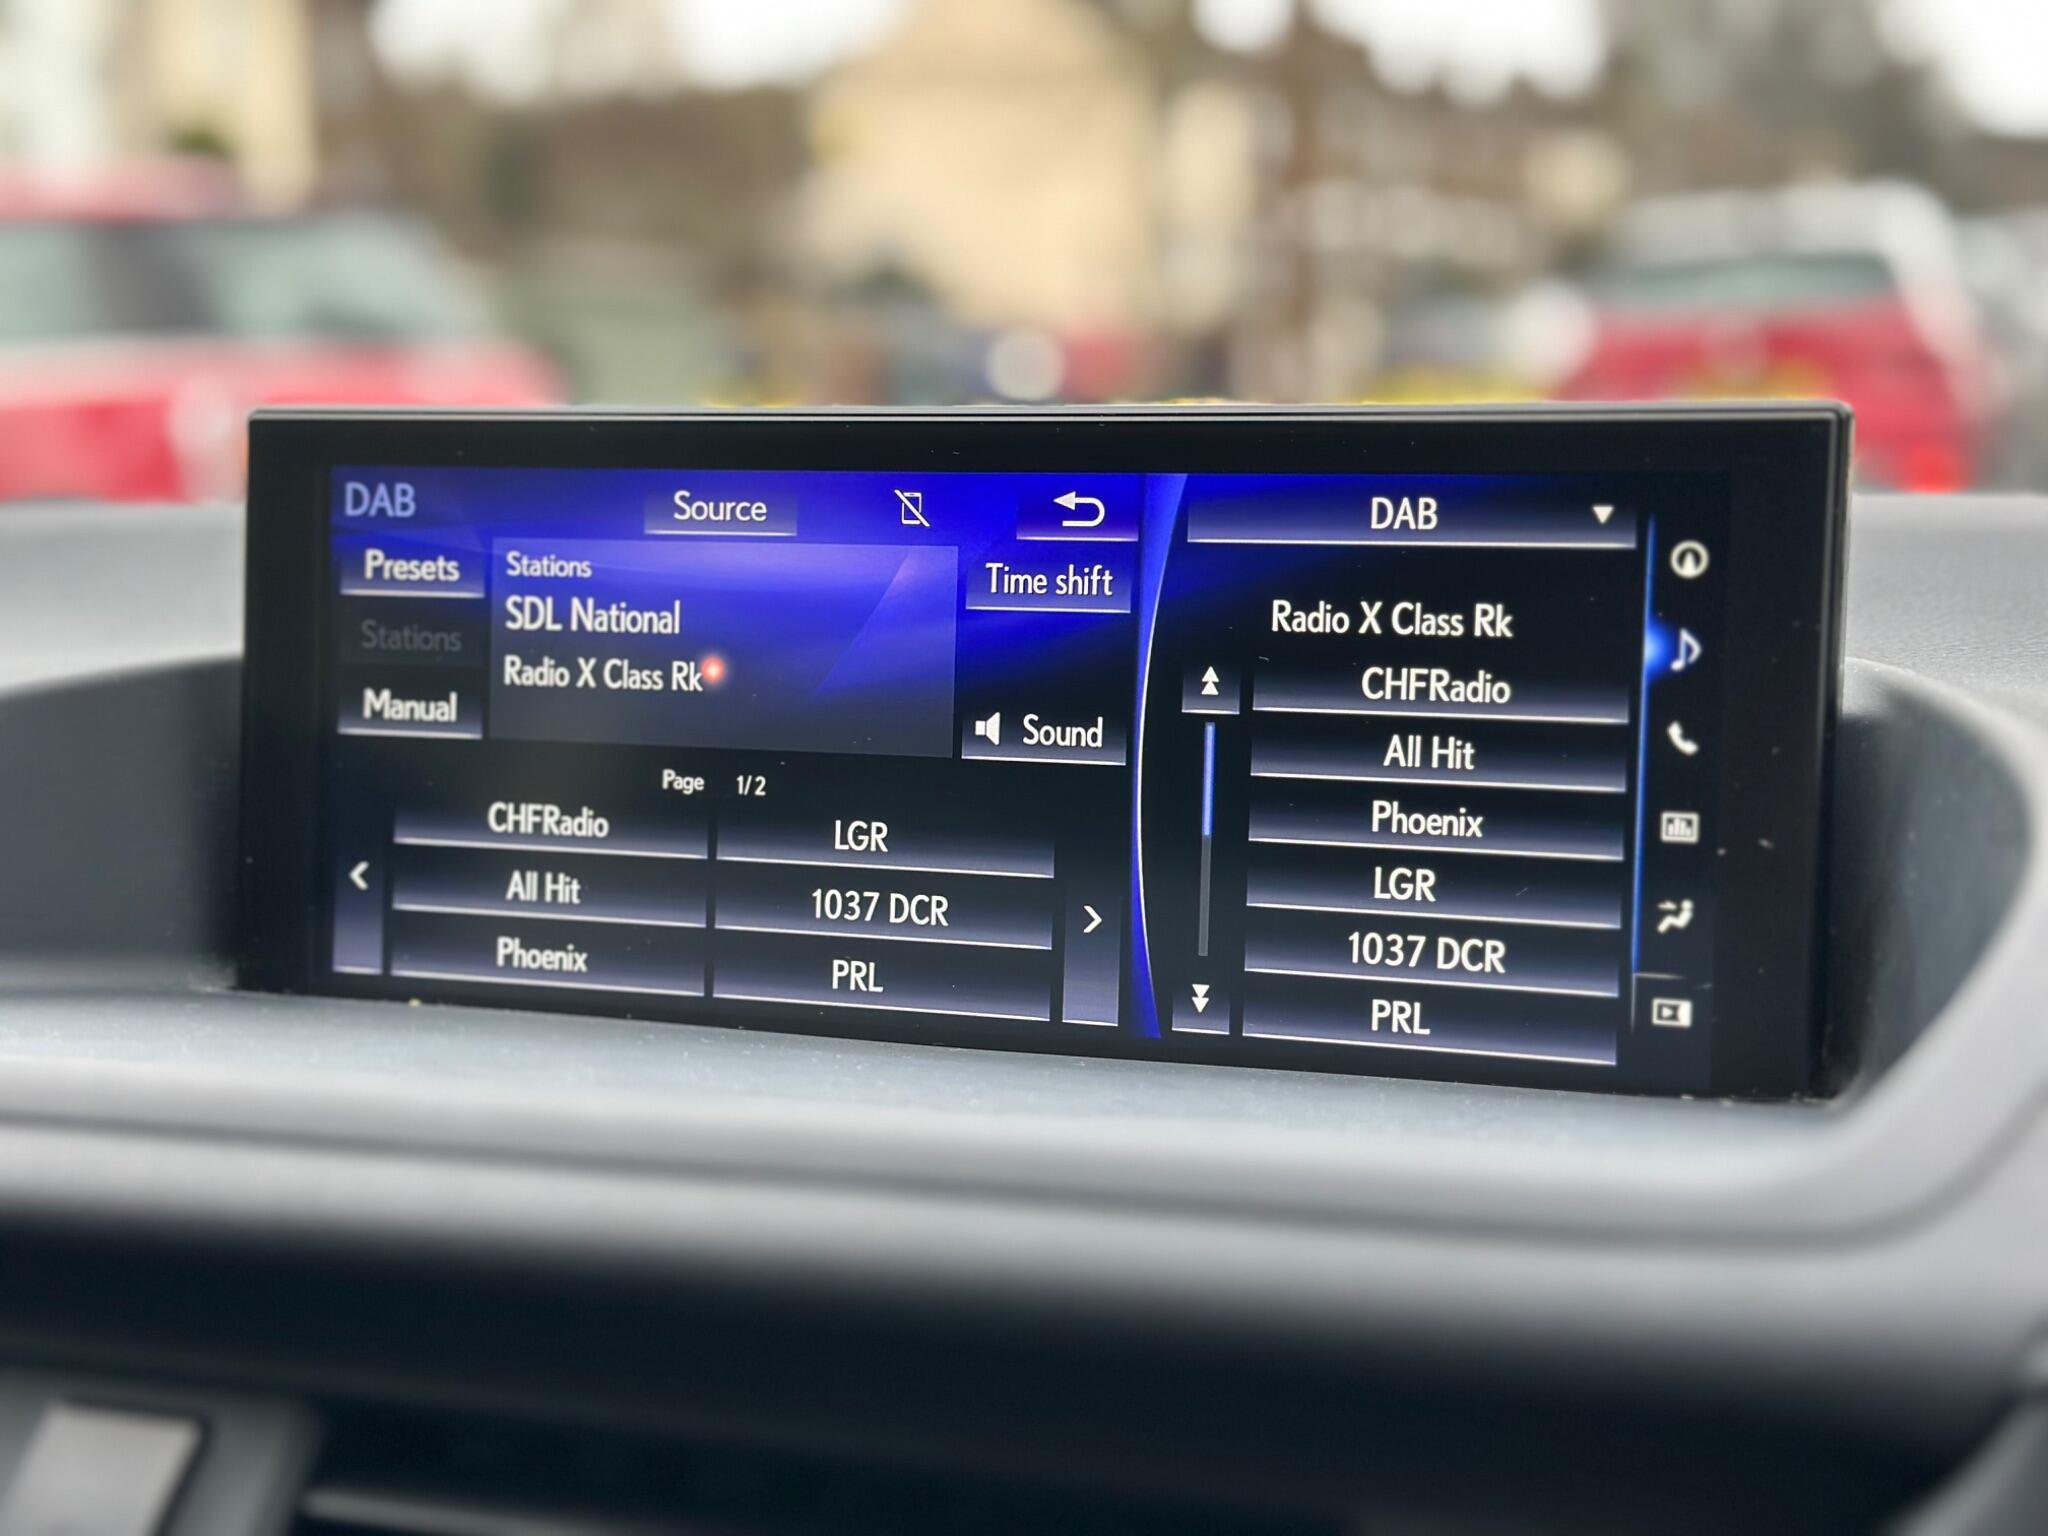 DAB
Source
Presets
Stations
Manual
Stations
SDL National
Radio X Class Rk
Time shift
Sound
Page 1/2
CHFRadio
LGR
All Hit
1037 DCR
Phoenix
PRL
DAB
Radio X Class Rk
CHFRadio
All Hit
Phoenix
LGR
1037 DCR
PRL